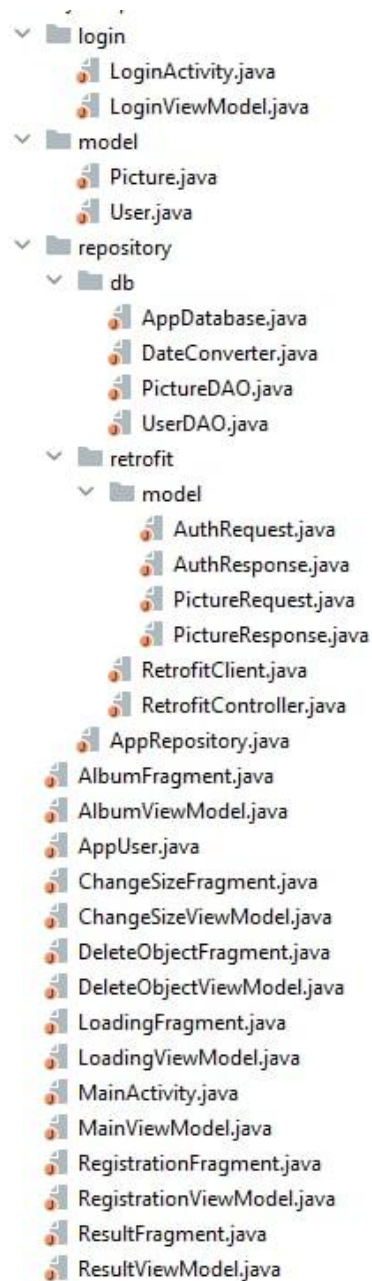 login
LoginActivity.java
LoginViewModel.java
model
Picture.java
User.java
repository
db
AppDatabase.java
DateConverter.java
PictureDAO.java
UserDAO.java
retrofit
model
AuthRequest.java
AuthResponse.java
PictureRequest.java
PictureResponse.java
RetrofitClient.java
RetrofitController.java
AppRepository.java
AlbumFragment.java
AlbumViewModel.java
AppUser.java
ChangeSizeFragment.java
ChangeSizeViewModel.java
DeleteObjectFragment.java
DeleteObjectViewModel.java
LoadingFragment.java
LoadingViewModel.java
MainActivity.java
MainViewModel.java
RegistrationFragment.java
RegistrationViewModel.java
ResultFragment.java
ResultViewModel.java